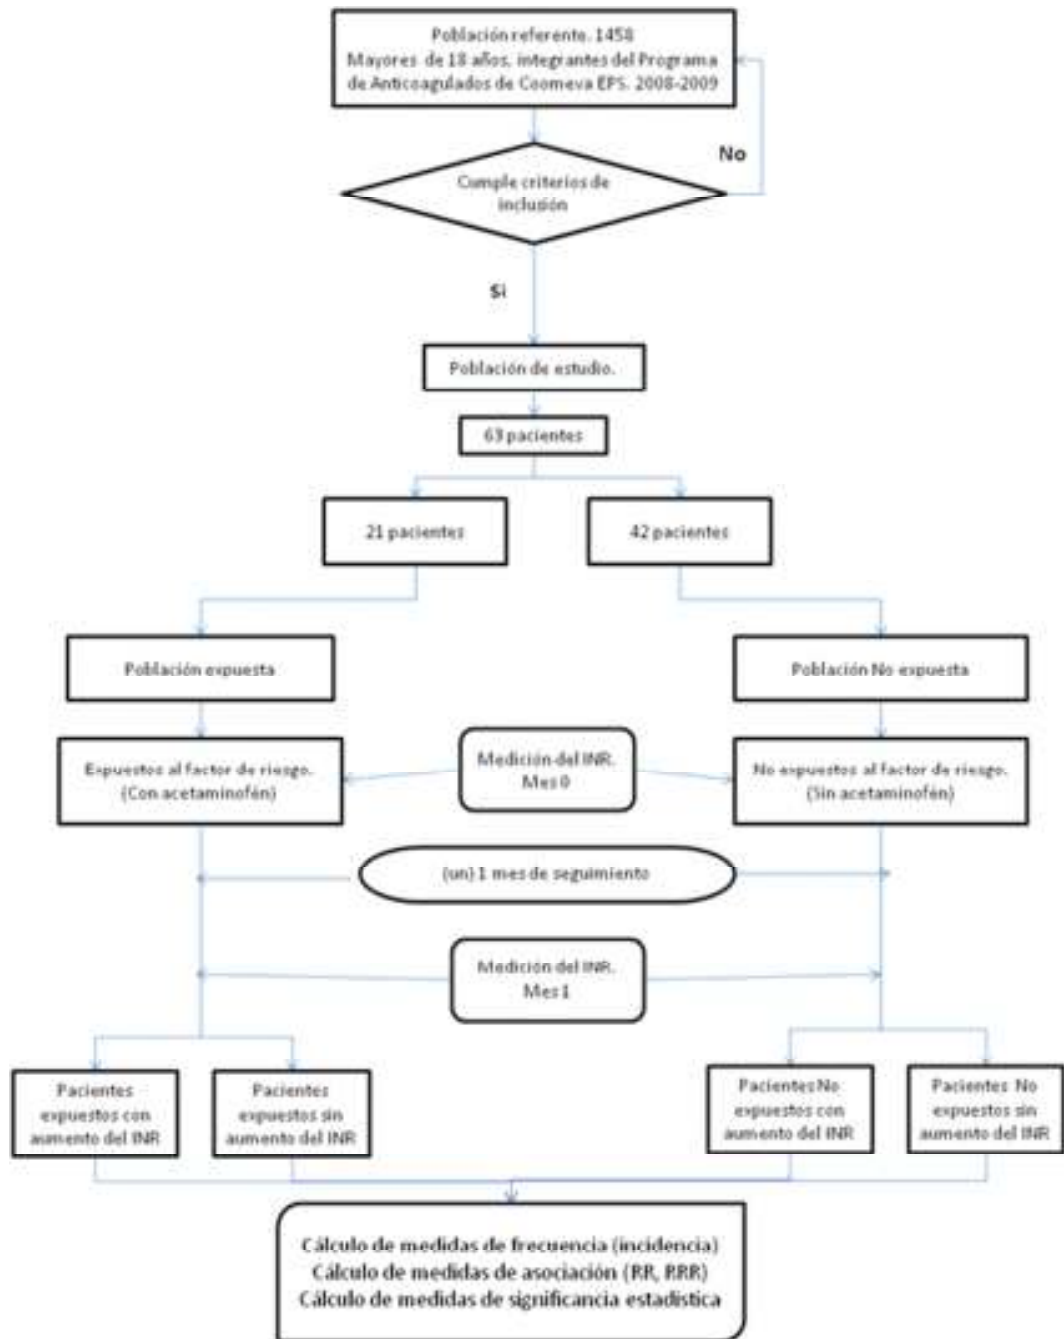 Población referente. 1458
Mayores de 18 años, integrantes del Programa
de Anticoagulados de Coomeva EPS. 2008-2009
No
Cumple criterios de
inclusión
Si
Población de estudio.
63 pacientes
21 pacientes
42 pacientes
Población expuesta
Población No expuesta
Expuestos al factor de riesgo.
(Con acetaminofén)
Medición del INR.
Mes 0
No expuestos al factor de riesgo.
(Sin acetaminofén)
(un) 1 mes de seguimiento
Medición del INR.
Mes 1
Pacientes
expuestos con
aumento del INR
Pacientes
expuestos sin
aumento del INR
Pacientes No
expuestos con
aumento del INR
Pacientes No
expuestos sin
aumento del INR
Cálculo de medidas de frecuencia (incidencia)
Cálculo de medidas de asociación (RR, RRR)
Cálculo de medidas de significancia estadística